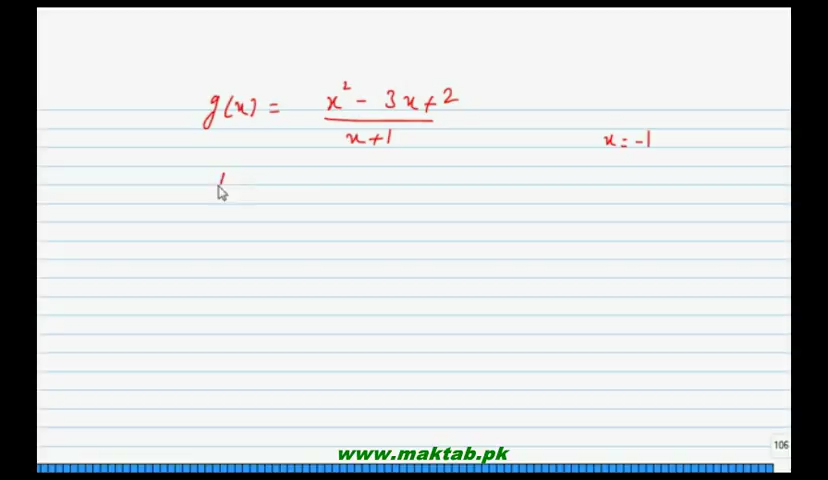 g(x) = x² - 3x + 2
x + 1
x = -1
106
www.maktab.pk